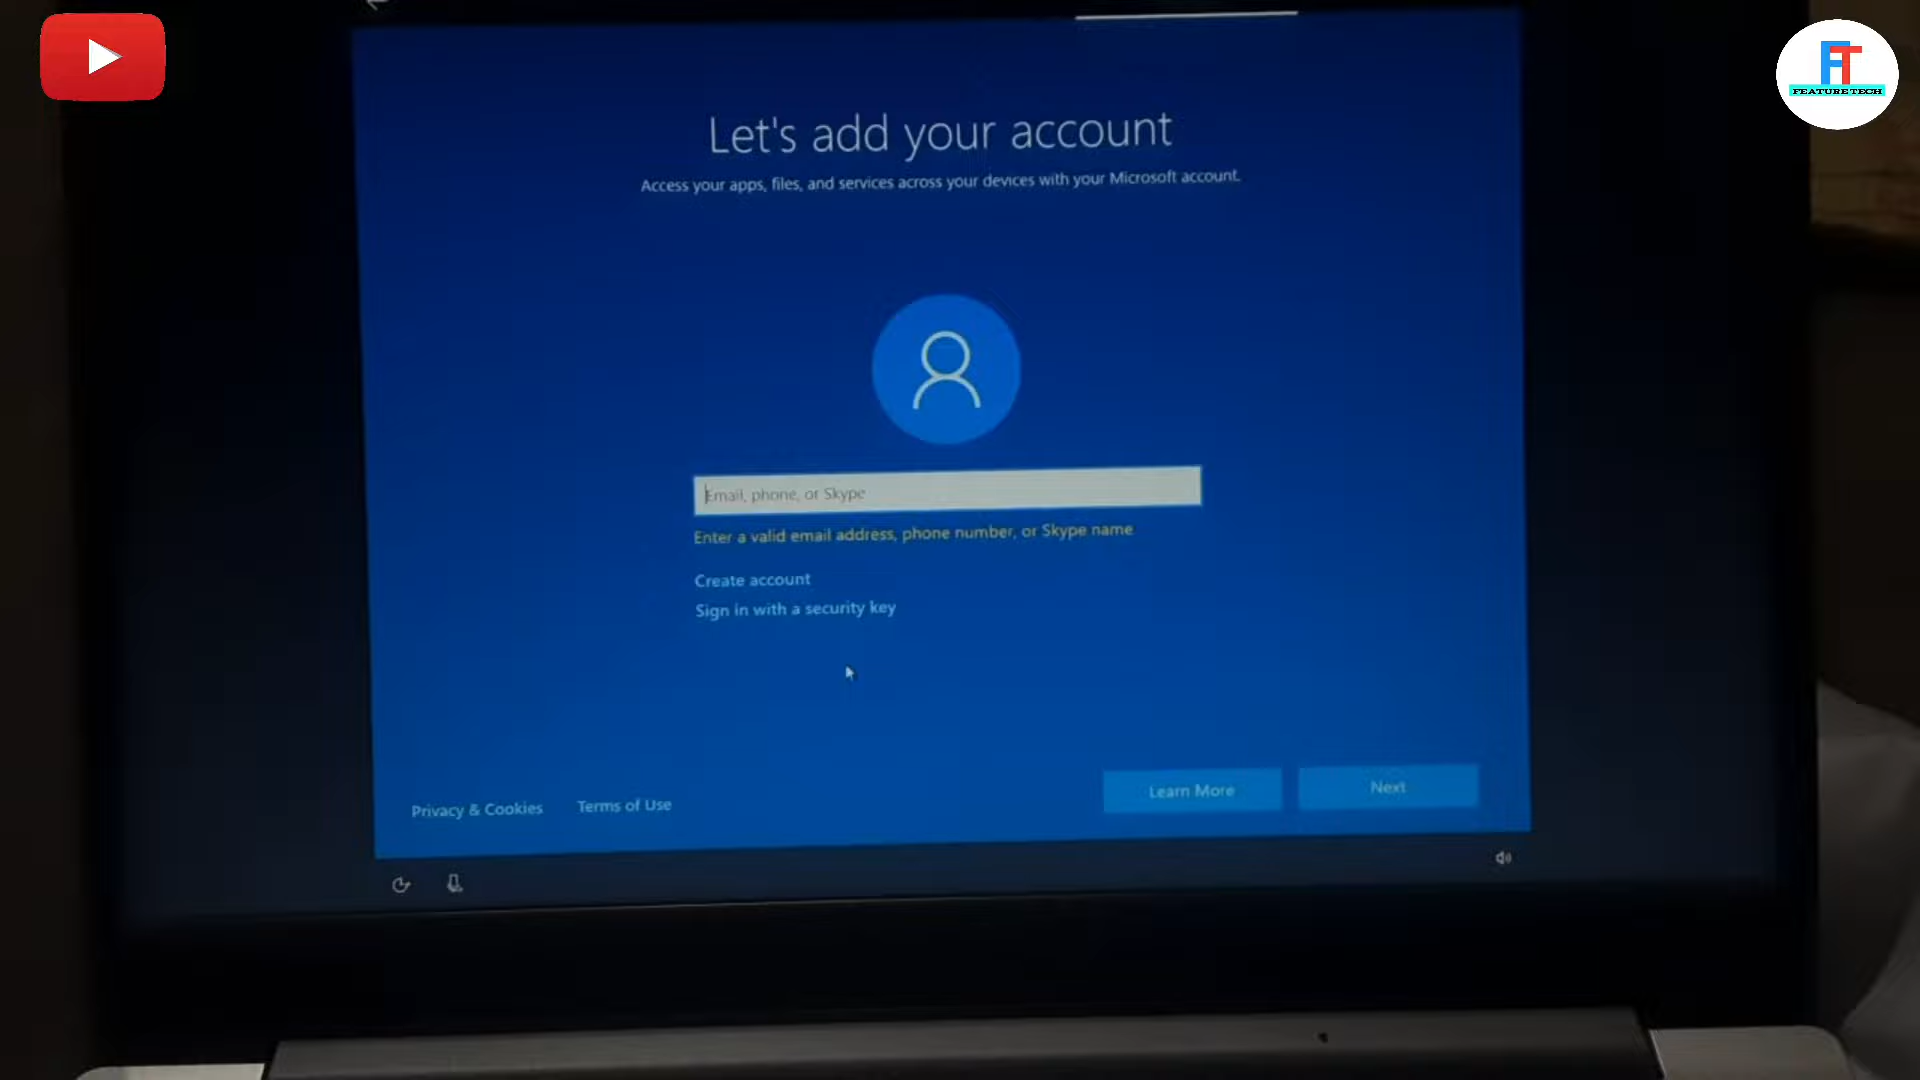 FT
FEATURE TECH
Let's add your account
Access your apps, files, and services across your devices with your Microsoft account.
Email, phone, or Skype
Enter a valid email address, phone number, or Skype name
Create account
Sign in with a security key
Privacy & Cookies
Terms of Use
Learn More
Next